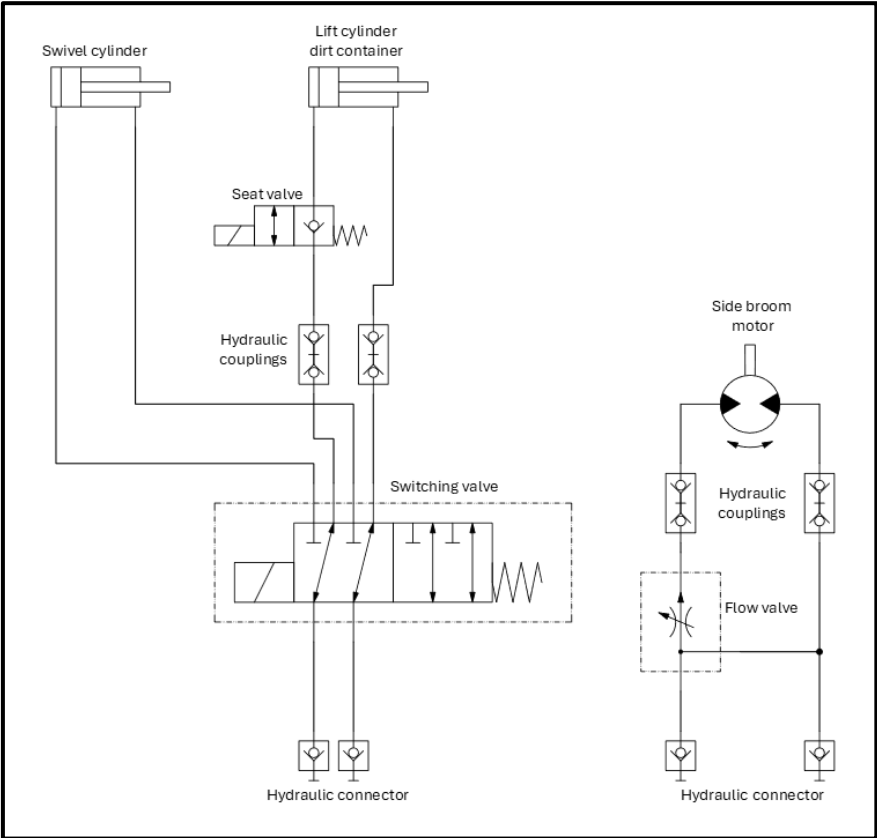 Lift cylinder
dirt container
Swivel cylinder
Seat valve
Side broom
motor
Hydraulic
couplings
Switching valve
Hydraulic
couplings
Flow valve
Hydraulic connector
Hydraulic connector